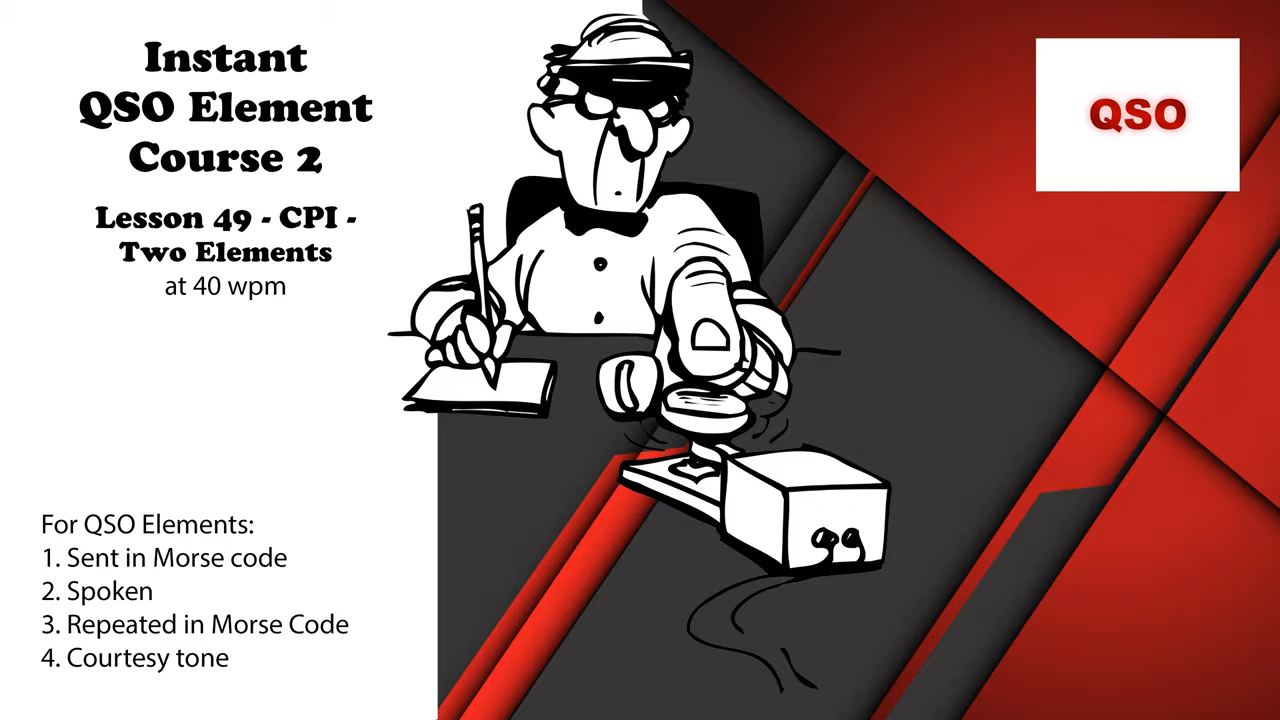 Instant
QSO Element
Course 2
Lesson 49 - CPI -
Two Elements
at 40 wpm
QSO
For QSO Elements:
1. Sent in Morse code
2. Spoken
3. Repeated in Morse Code
4. Courtesy tone